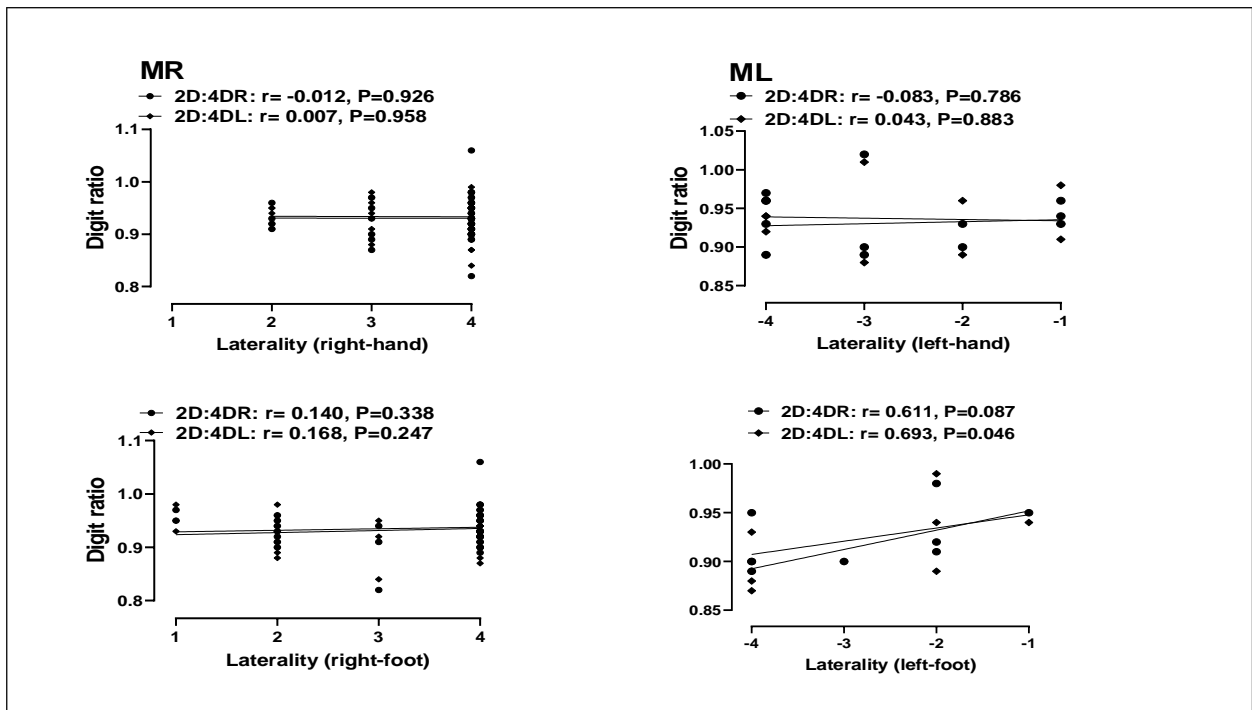 MR
2D:4DR: r= -0.012, P=0.926
2D:4DL: r= 0.007, P=0.958
1.1
1.0
0.9
0.8
Digit ratio
1 2 3 4
Laterality (right-hand)
ML
2D:4DR: r= -0.083, P=0.786
2D:4DL: r= 0.043, P=0.883
1.05
1.00
0.95
0.90
0.85
Digit ratio
-4 -3 -2 -1
Laterality (left-hand)
2D:4DR: r= 0.140, P=0.338
2D:4DL: r= 0.168, P=0.247
1.1
1.0
0.9
0.8
Digit ratio
1 2 3 4
Laterality (right-foot)
2D:4DR: r= 0.611, P=0.087
2D:4DL: r= 0.693, P=0.046
1.00
0.95
0.90
0.85
Digit ratio
-4 -3 -2 -1
Laterality (left-foot)